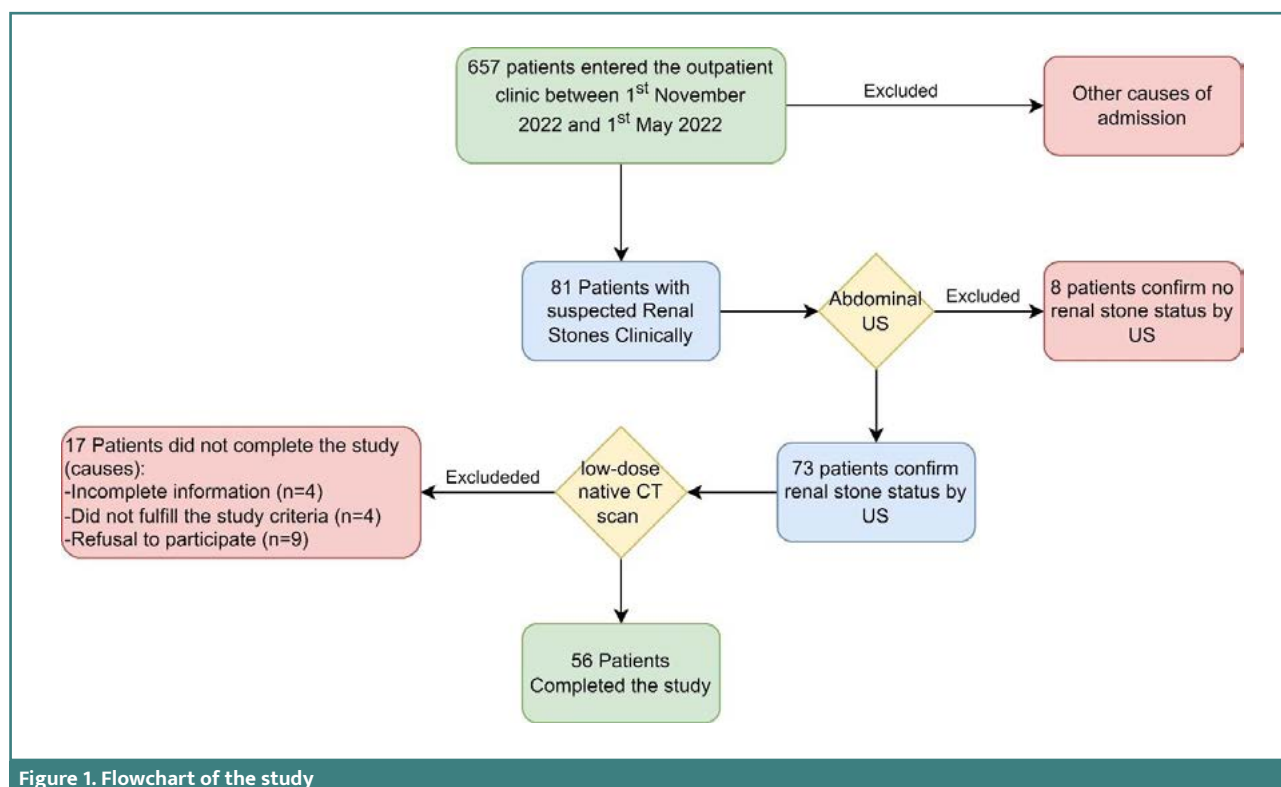 657 patients entered the outpatient
clinic between 1st November
2022 and 1st May 2022
Excluded
Other causes of
admission
81 Patients with
suspected Renal
Stones Clinically
Abdominal
US
Excluded
8 patients confirm no
renal stone status by
US
17 Patients did not complete the study
(causes):
-Incomplete information (n=4)
-Did not fulfill the study criteria (n=4)
-Refusal to participate (n=9)
Excludeded
low-dose
native CT
scan
73 patients confirm
renal stone status by
US
56 Patients
Completed the study
Figure 1. Flowchart of the study